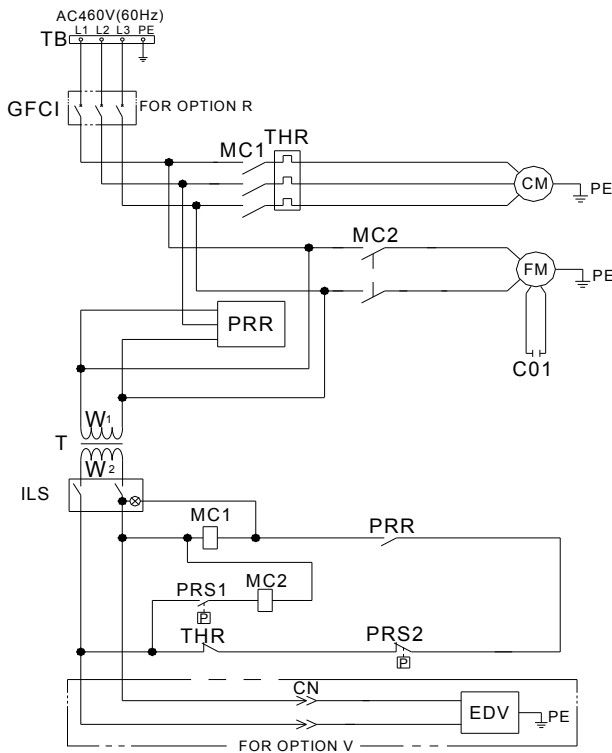 AC460V(60Hz)
L1 L2 L3 PE
TB
GFCI
FOR OPTION R
MC1
THR
CM
PE
MC2
FM
PE
PRR
C01
W1
T
W2
ILS
MC1
PRR
PRS1
MC2
P
THR
PRS2
P
CN
EDV
PE
FOR OPTION V